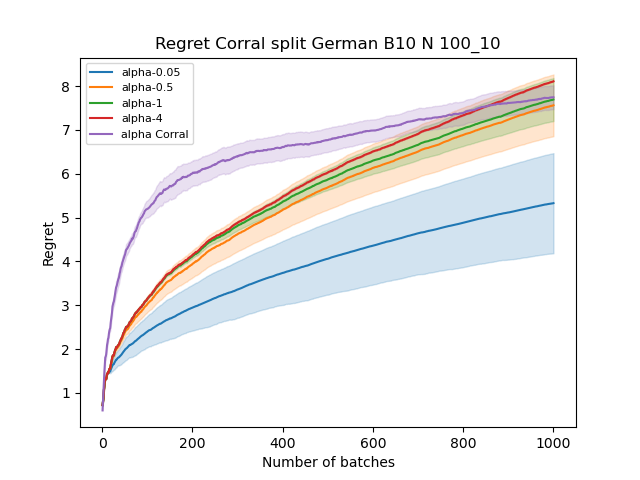 Regret Corral split German B10 N 100_10
alpha-0.05
alpha-0.5
alpha-1
alpha-4
alpha Corral
Regret
8
7
6
5
4
3
2
1
0
200
400
600
800
1000
Number of batches